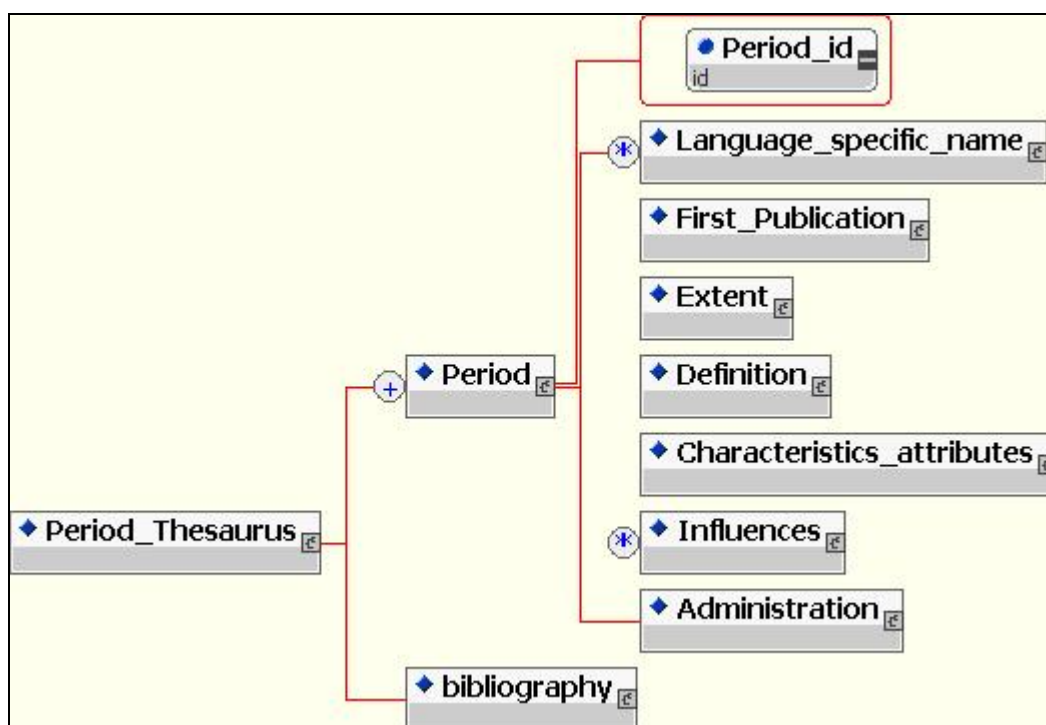 Period_id
id
Language_specific_name
First_Publication
Extent
Period
Definition
Characteristics_attributes
Period_Thesaurus
Influences
Administration
bibliography